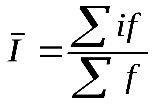 Ī = ∑ if / ∑ f